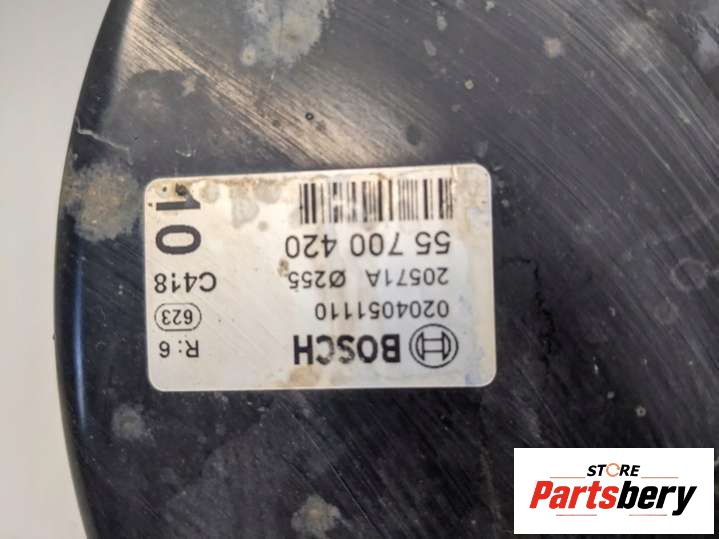 BOSCH
R: 6
0204051110
623
20571A Ø255
C418
55 700 420
10
STORE
Partsbery